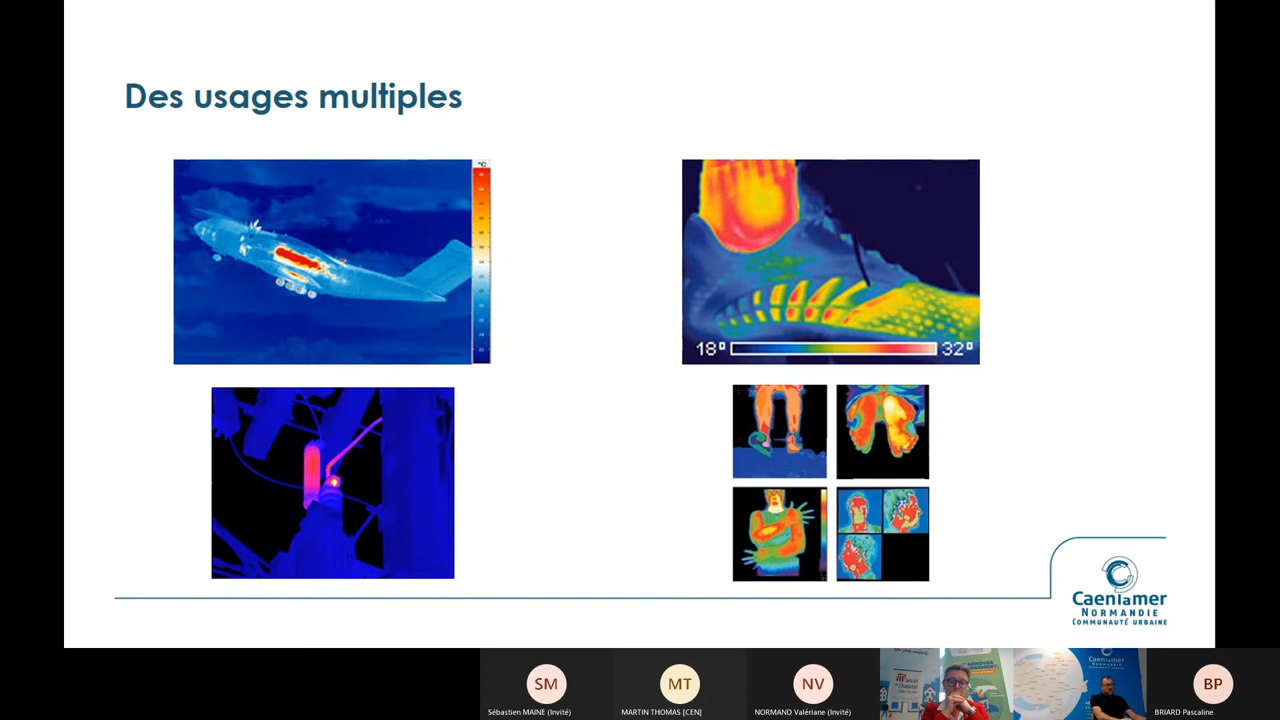 Des usages multiples
°C
18° 32°
Caenlamer
NORMANDIE
COMMUNAUTÉ URBAINE
SM
MT
NV
BP
Sébastien MAINE (Invité)
MARTIN THOMAS [CEN]
NORMAND Valériane (Invité)
BRIARD Pascaline